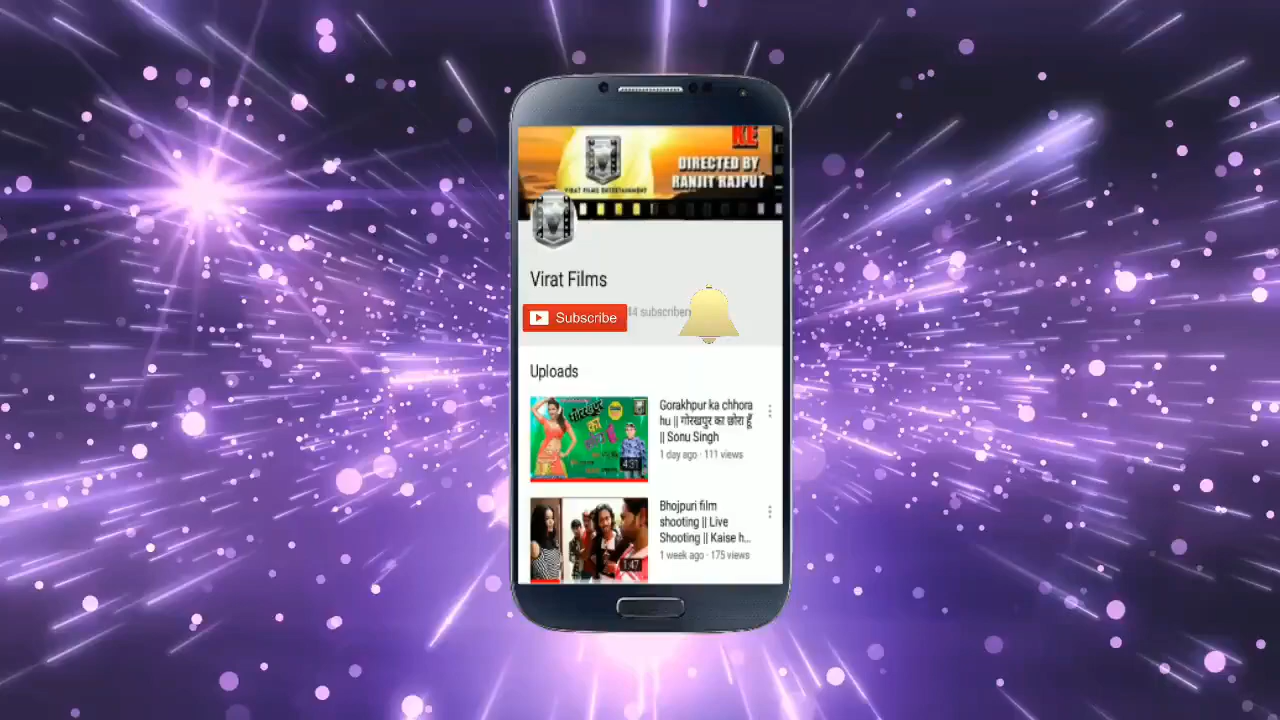 KE
DIRECTED BY
RANJIT RAJPUT
VIRAT FILMS ENTERTAINMENT
Virat Films
Subscribe
Uploads
गोरखपुर
का
4:31
Gorakhpur ka chhora
hu || गोरखपुर का छोरा हूँ
|| Sonu Singh
1 day ago · 111 views
1:47
Bhojpuri film
shooting || Live
Shooting || Kaise h...
1 week ago · 175 views